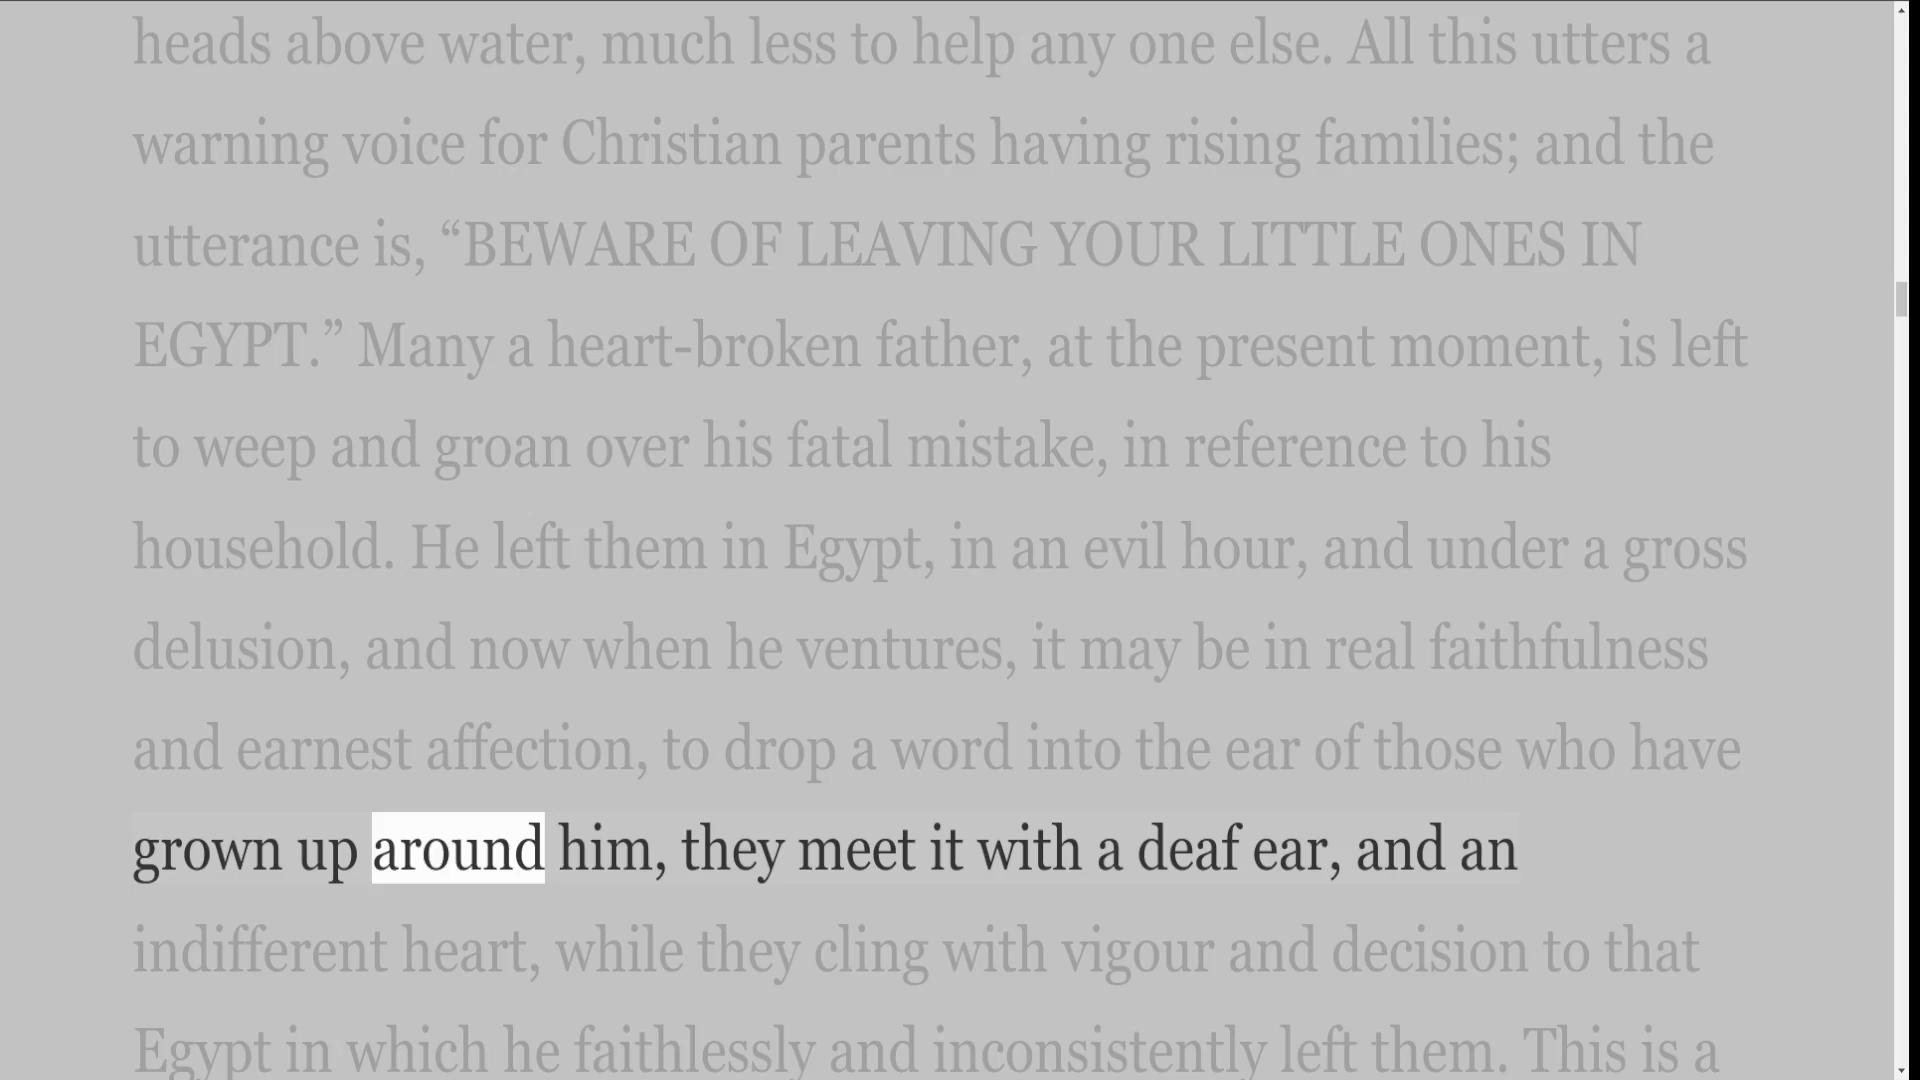 heads above water, much less to help any one else. All this utters a
warning voice for Christian parents having rising families; and the
utterance is, “BEWARE OF LEAVING YOUR LITTLE ONES IN
EGYPT.” Many a heart-broken father, at the present moment, is left
to weep and groan over his fatal mistake, in reference to his
household. He left them in Egypt, in an evil hour, and under a gross
delusion, and now when he ventures, it may be in real faithfulness
and earnest affection, to drop a word into the ear of those who have
grown up around him, they meet it with a deaf ear, and an
indifferent heart, while they cling with vigour and decision to that
Egypt in which he faithlessly and inconsistently left them. This is a